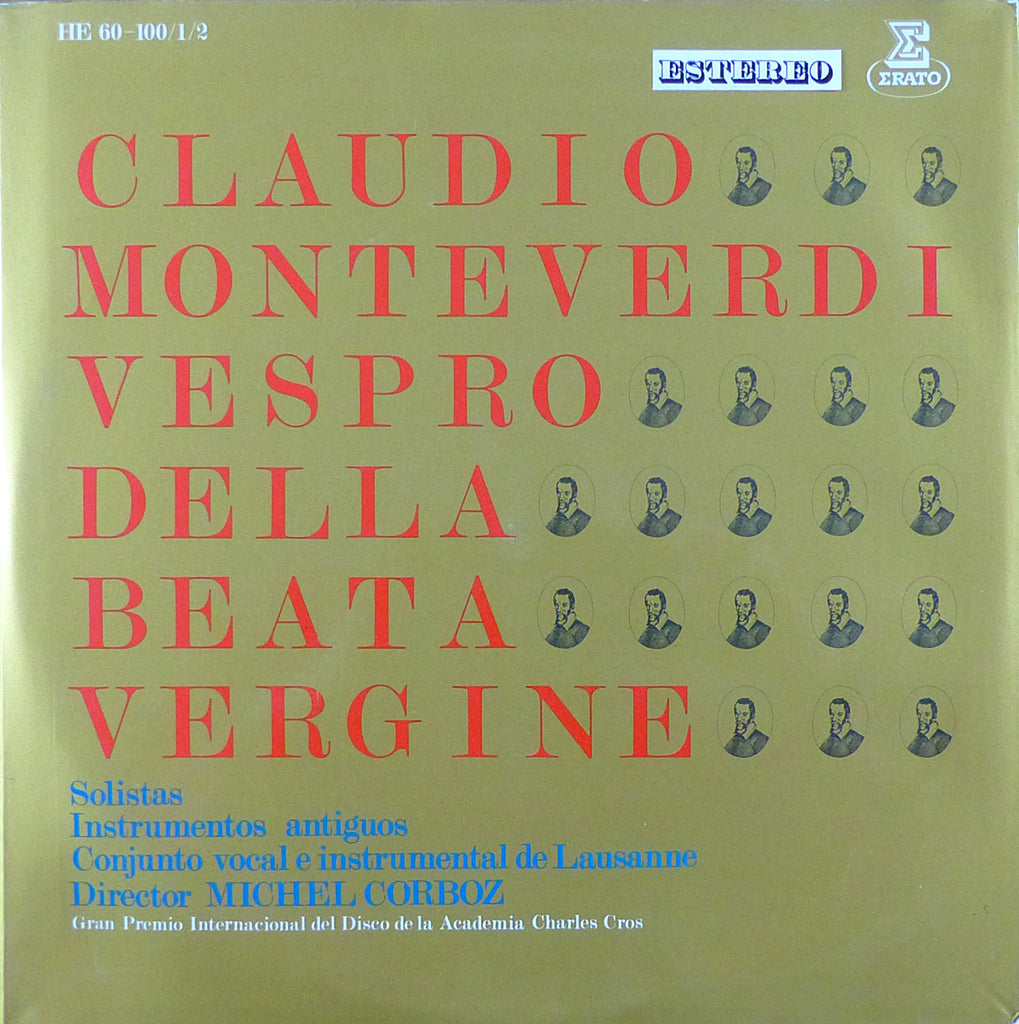 HE 60-100/1/2
ESTEREO
Σ
ΣRATO
CLAUDIO
MONTEVERDI
VESPRO
DELLA
BEATA
VERGINE
Solistas
Instrumentos antiguos
Conjunto vocal e instrumental de Lausanne
Director MICHEL CORBOZ
Gran Premio Internacional del Disco de la Academia Charles Cros